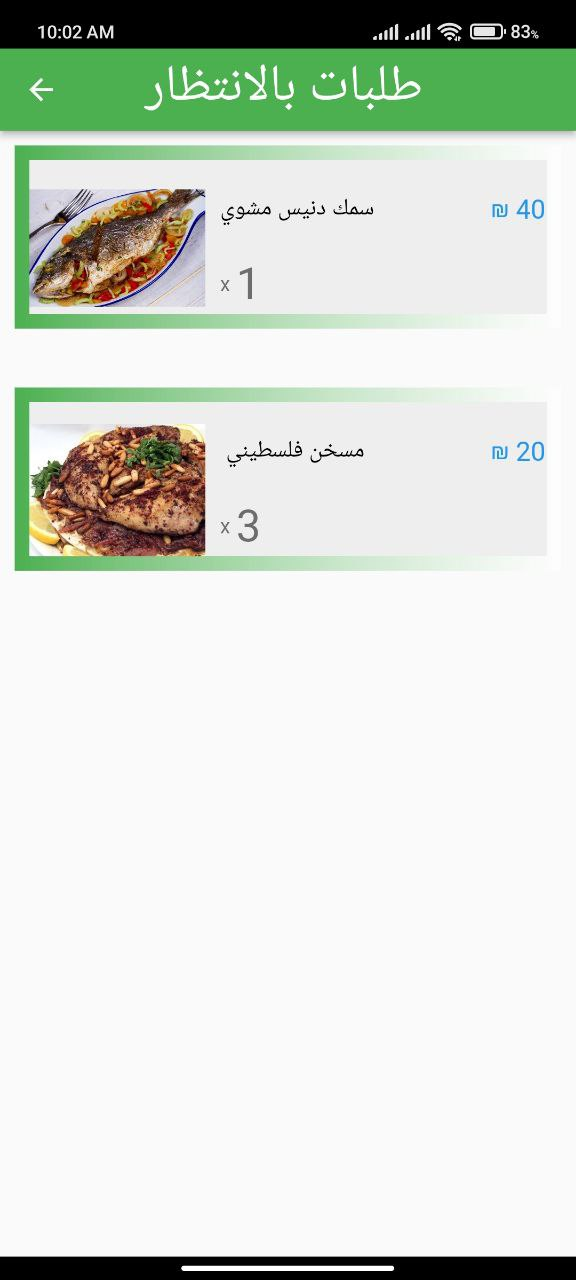 10:02 AM 83%
طلبات بالانتظار
سمك دنيس مشوي
₪ 40
x 1
مسخن فلسطيني
₪ 20
x 3